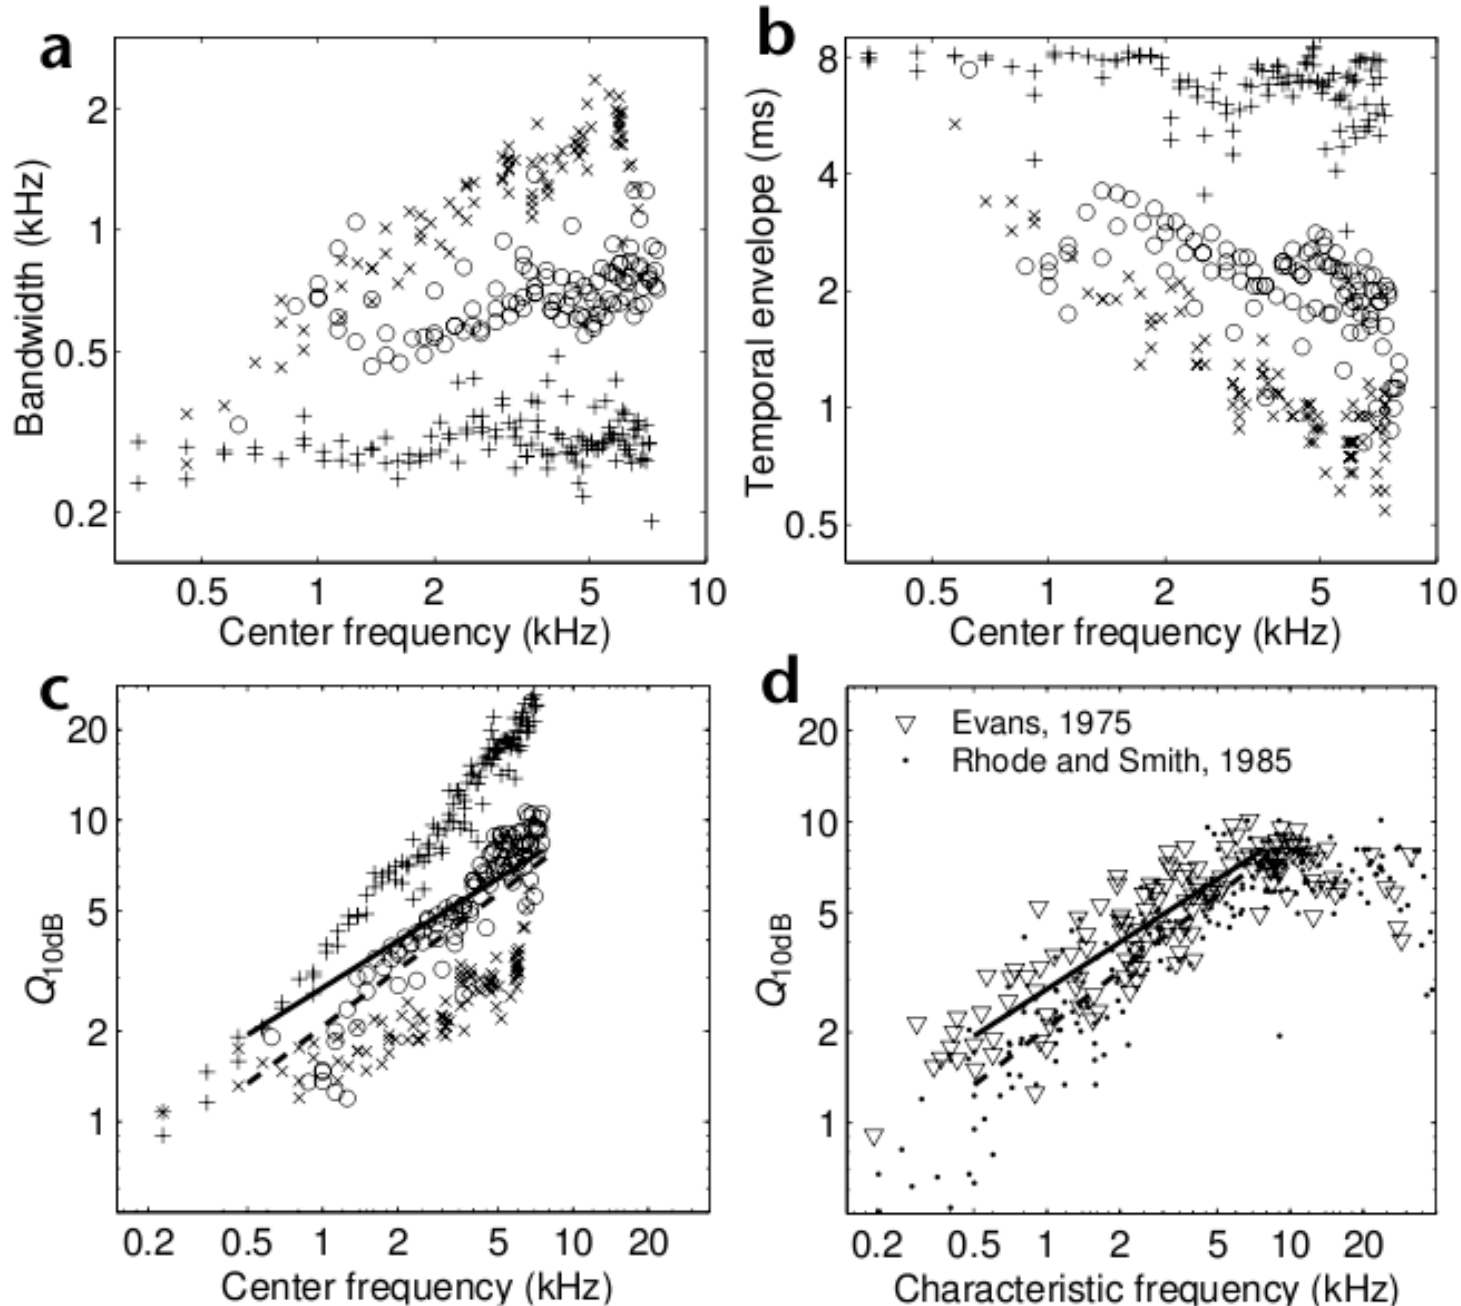 a
Bandwidth (kHz)
2
1
0.5
0.2
0.5 1 2 5 10
Center frequency (kHz)
b
Temporal envelope (ms)
8
4
2
1
0.5
0.5 1 2 5 10
Center frequency (kHz)
c
Q10dB
20
10
5
2
1
0.2 0.5 1 2 5 10 20
Center frequency (kHz)
d
Evans, 1975
Rhode and Smith, 1985
Q10dB
20
10
5
2
1
0.2 0.5 1 2 5 10 20
Characteristic frequency (kHz)